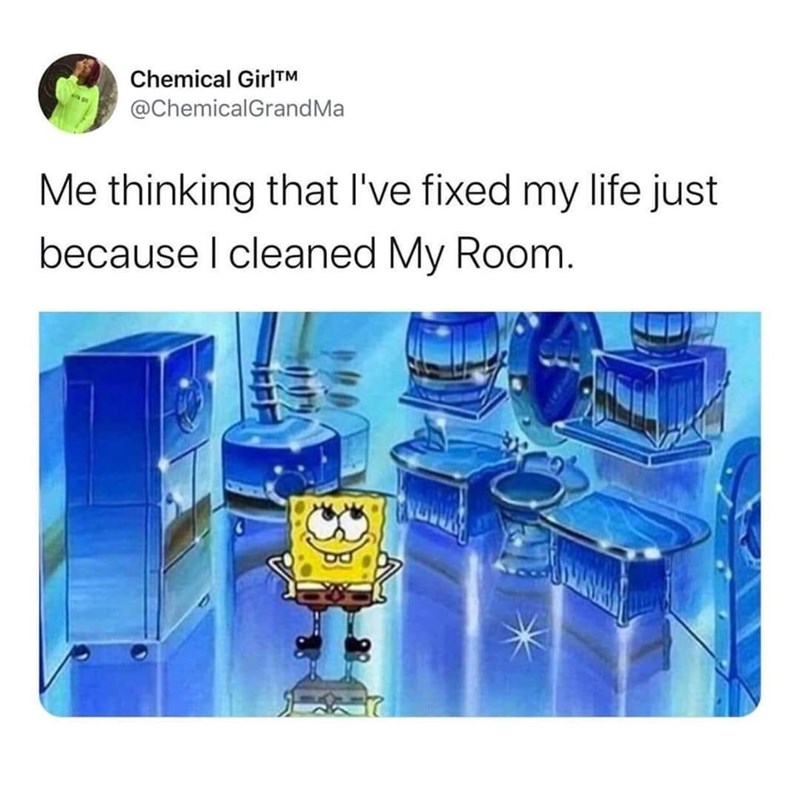 Chemical Girl™
@ChemicalGrandMa
Me thinking that I've fixed my life just
because I cleaned My Room.